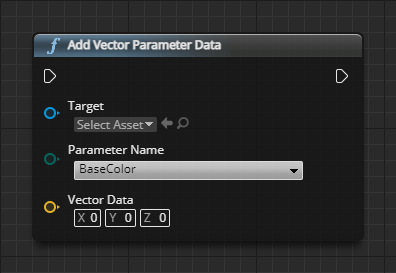 f Add Vector Parameter Data
Target
Select Asset
Parameter Name
BaseColor
Vector Data
X 0 Y 0 Z 0